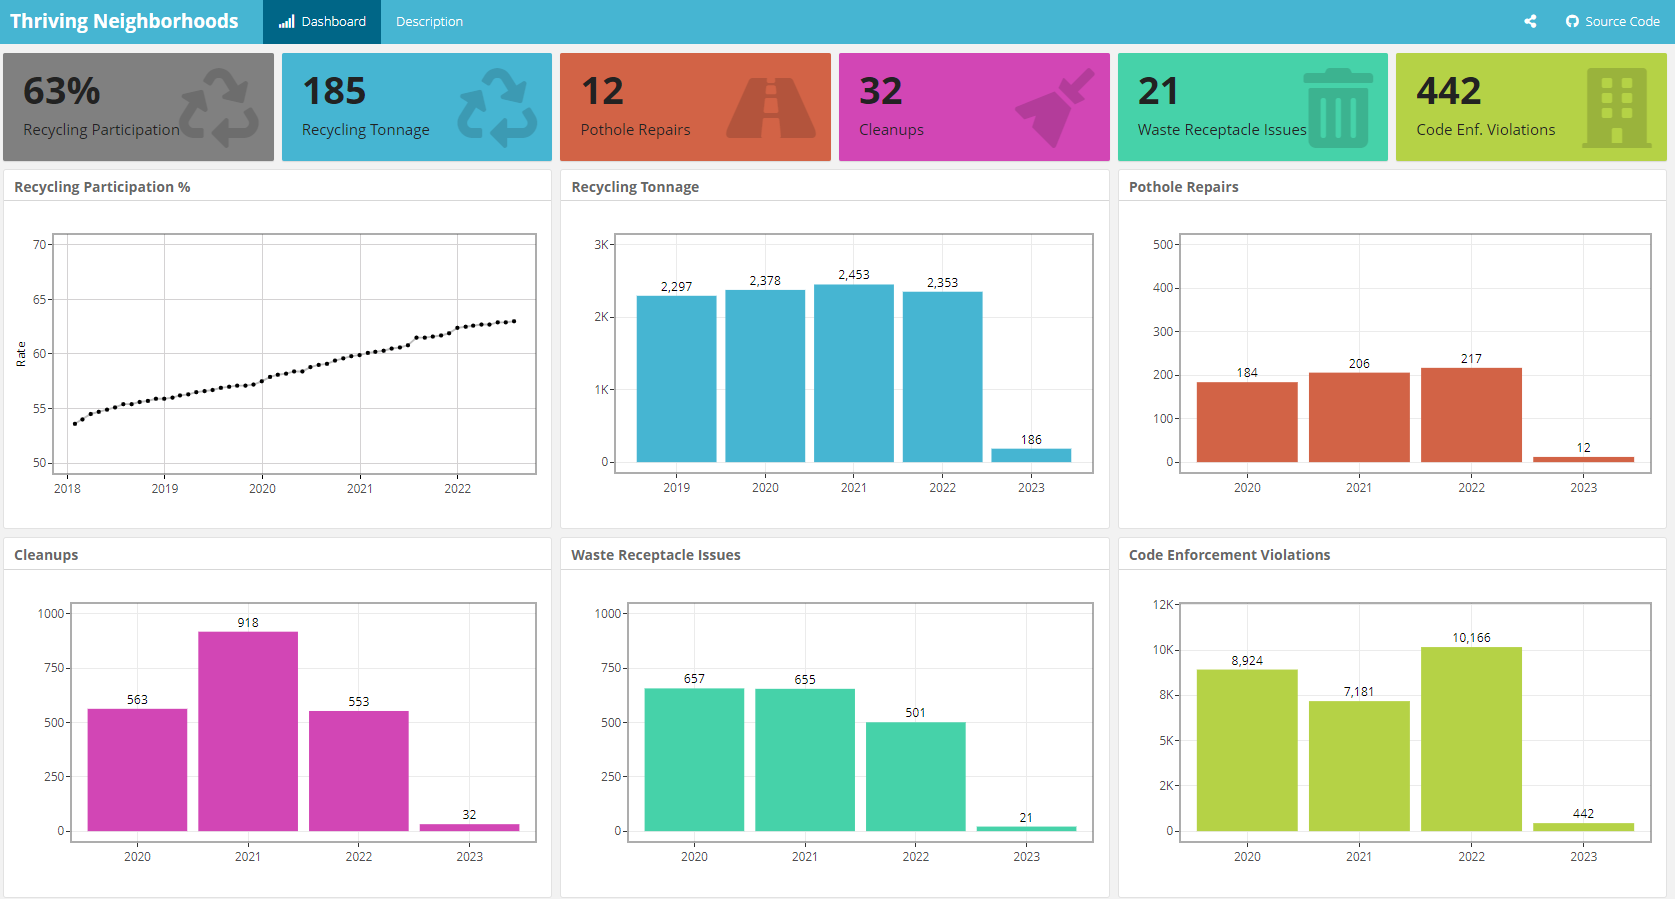 Thriving Neighborhoods Dashboard Description Source Code
63%
Recycling Participation
185
Recycling Tonnage
12
Pothole Repairs
32
Cleanups
21
Waste Receptacle Issues
442
Code Enf. Violations
Recycling Participation %
70
65
60
55
50
Rate
2018 2019 2020 2021 2022
Recycling Tonnage
3K
2K
1K
0
2,297 2,378 2,453 2,353 186
2019 2020 2021 2022 2023
Pothole Repairs
500
400
300
200
100
0
184 206 217 12
2020 2021 2022 2023
Cleanups
1000
750
500
250
0
563 918 553 32
2020 2021 2022 2023
Waste Receptacle Issues
1000
750
500
250
0
657 655 501 21
2020 2021 2022 2023
Code Enforcement Violations
12K
10K
8K
5K
2K
0
8,924 7,181 10,166 442
2020 2021 2022 2023